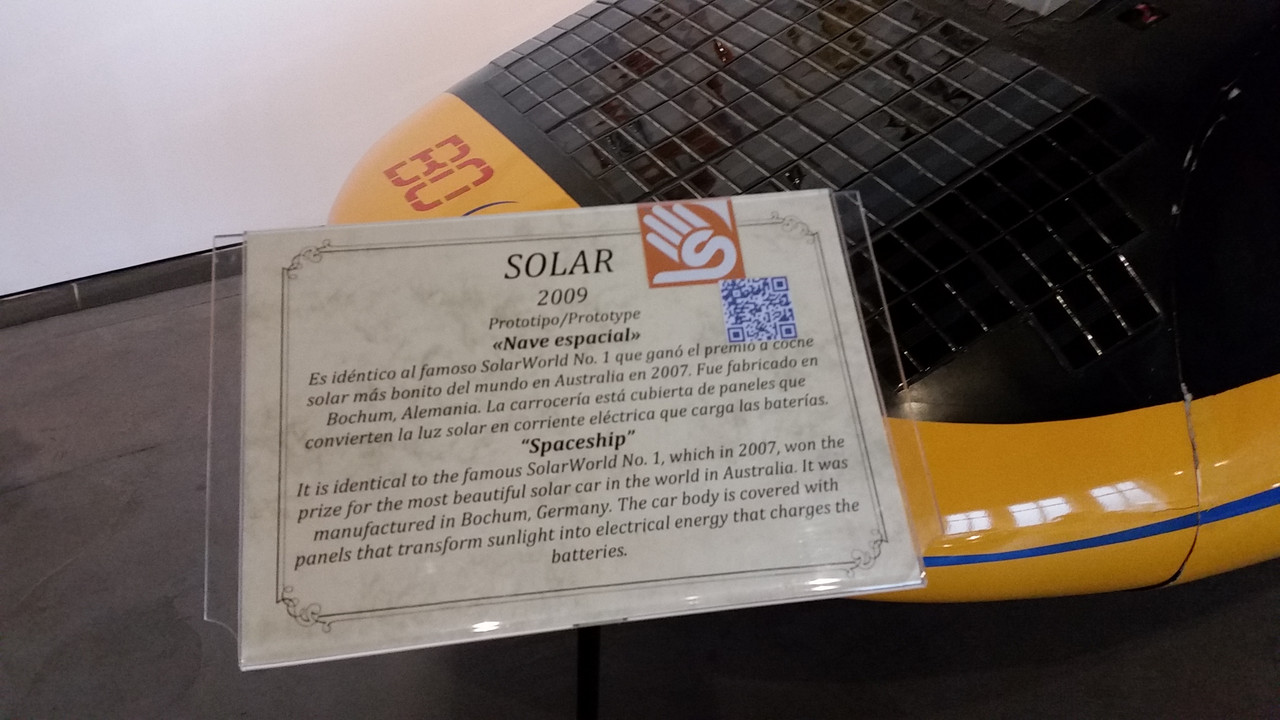 BO
SOLAR
2009
Prototipo/Prototype
«Nave espacial»
Es idéntico al famoso SolarWorld No. 1 que ganó el premio a coche
solar más bonito del mundo en Australia en 2007. Fue fabricado en
Bochum, Alemania. La carrocería está cubierta de paneles que
convierten la luz solar en corriente eléctrica que carga las baterías.
“Spaceship”
It is identical to the famous SolarWorld No. 1, which in 2007, won the
prize for the most beautiful solar car in the world in Australia. It was
manufactured in Bochum, Germany. The car body is covered with
panels that transform sunlight into electrical energy that charges the
batteries.